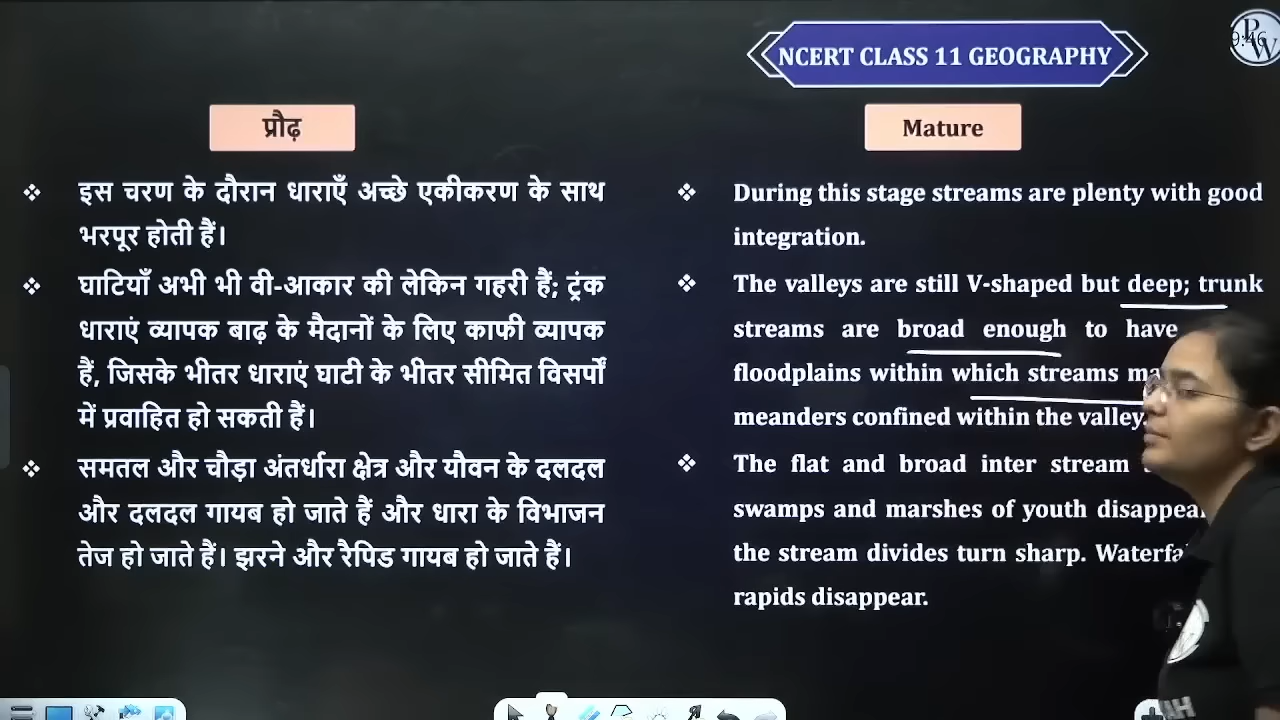 NCERT CLASS 11 GEOGRAPHY
PW
9:46
प्रौढ़
❖ इस चरण के दौरान धाराएँ अच्छे एकीकरण के साथ
भरपूर होती हैं।
❖ घाटियाँ अभी भी वी-आकार की लेकिन गहरी हैं; ट्रंक
धाराएं व्यापक बाढ़ के मैदानों के लिए काफी व्यापक
हैं, जिसके भीतर धाराएं घाटी के भीतर सीमित विसर्पों
में प्रवाहित हो सकती हैं।
❖ समतल और चौड़ा अंतर्धारा क्षेत्र और यौवन के दलदल
और दलदल गायब हो जाते हैं और धारा के विभाजन
तेज हो जाते हैं। झरने और रैपिड गायब हो जाते हैं।
Mature
❖ During this stage streams are plenty with good
integration.
❖ The valleys are still V-shaped but deep; trunk
streams are broad enough to have
floodplains within which streams
meanders confined within the valley.
❖ The flat and broad inter stream
swamps and marshes of youth
the stream divides turn sharp.
rapids disappear.